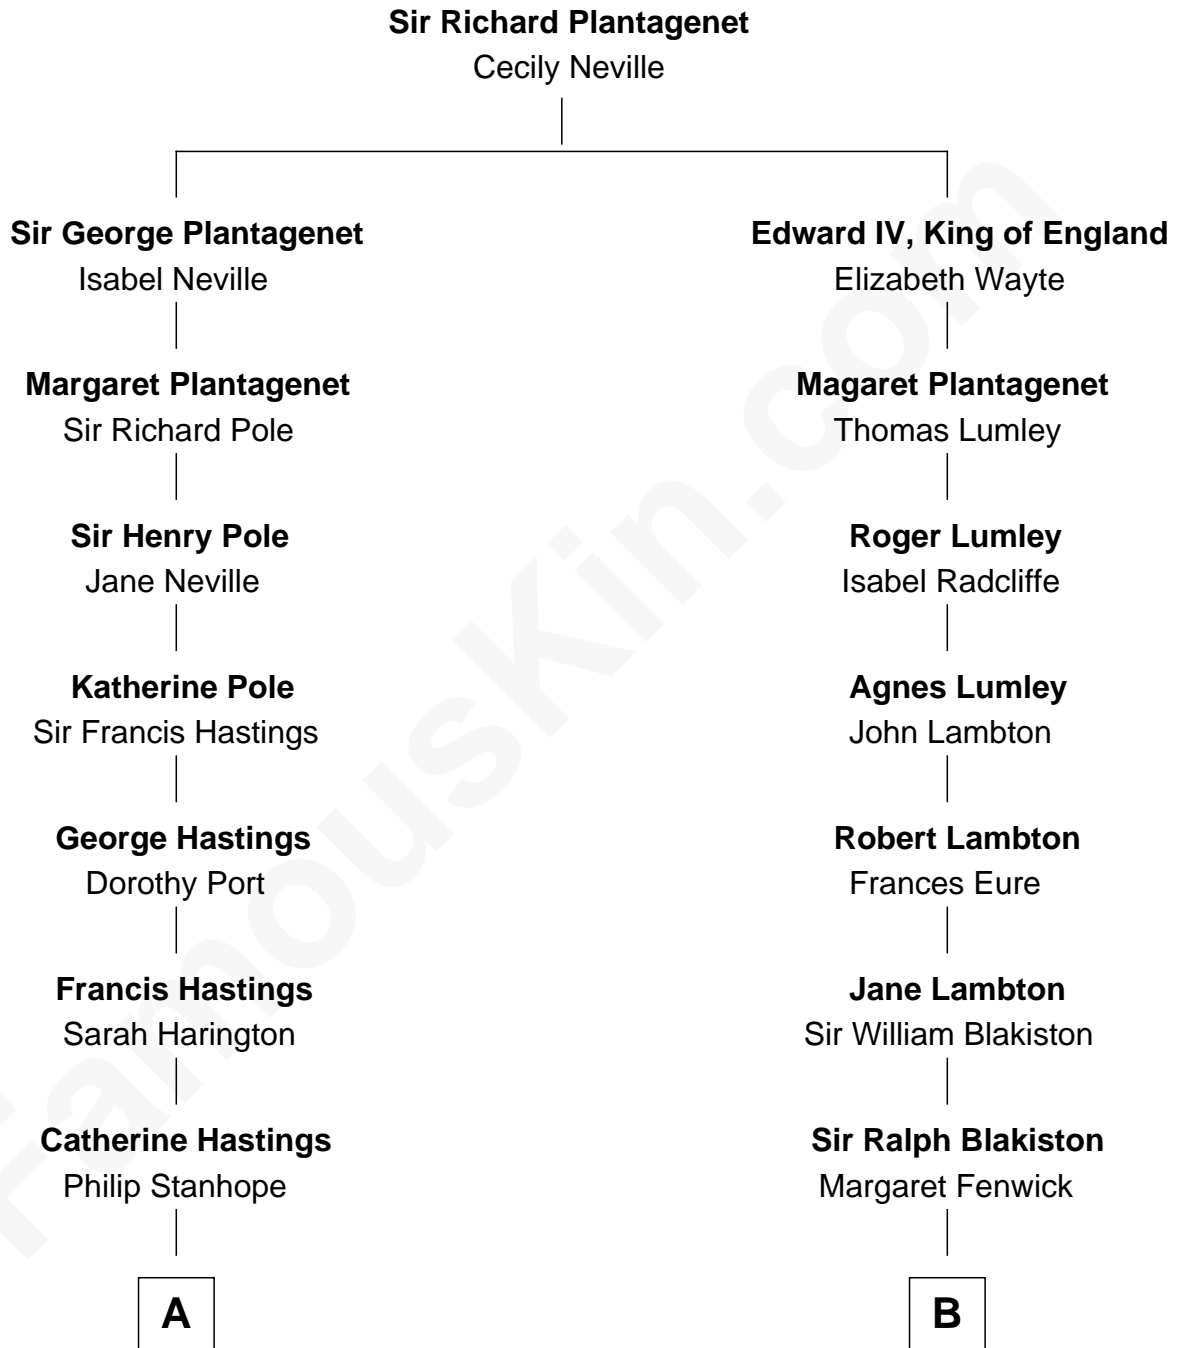 Sir Richard Plantagenet
Cecily Neville
Sir George Plantagenet
Isabel Neville
Margaret Plantagenet
Sir Richard Pole
Sir Henry Pole
Jane Neville
Katherine Pole
Sir Francis Hastings
George Hastings
Dorothy Port
Francis Hastings
Sarah Harington
Catherine Hastings
Philip Stanhope
A
Edward IV, King of England
Elizabeth Wayte
Magaret Plantagenet
Thomas Lumley
Roger Lumley
Isabel Radcliffe
Agnes Lumley
John Lambton
Robert Lambton
Frances Eure
Jane Lambton
Sir William Blakiston
Sir Ralph Blakiston
Margaret Fenwick
B
FamousKin.com